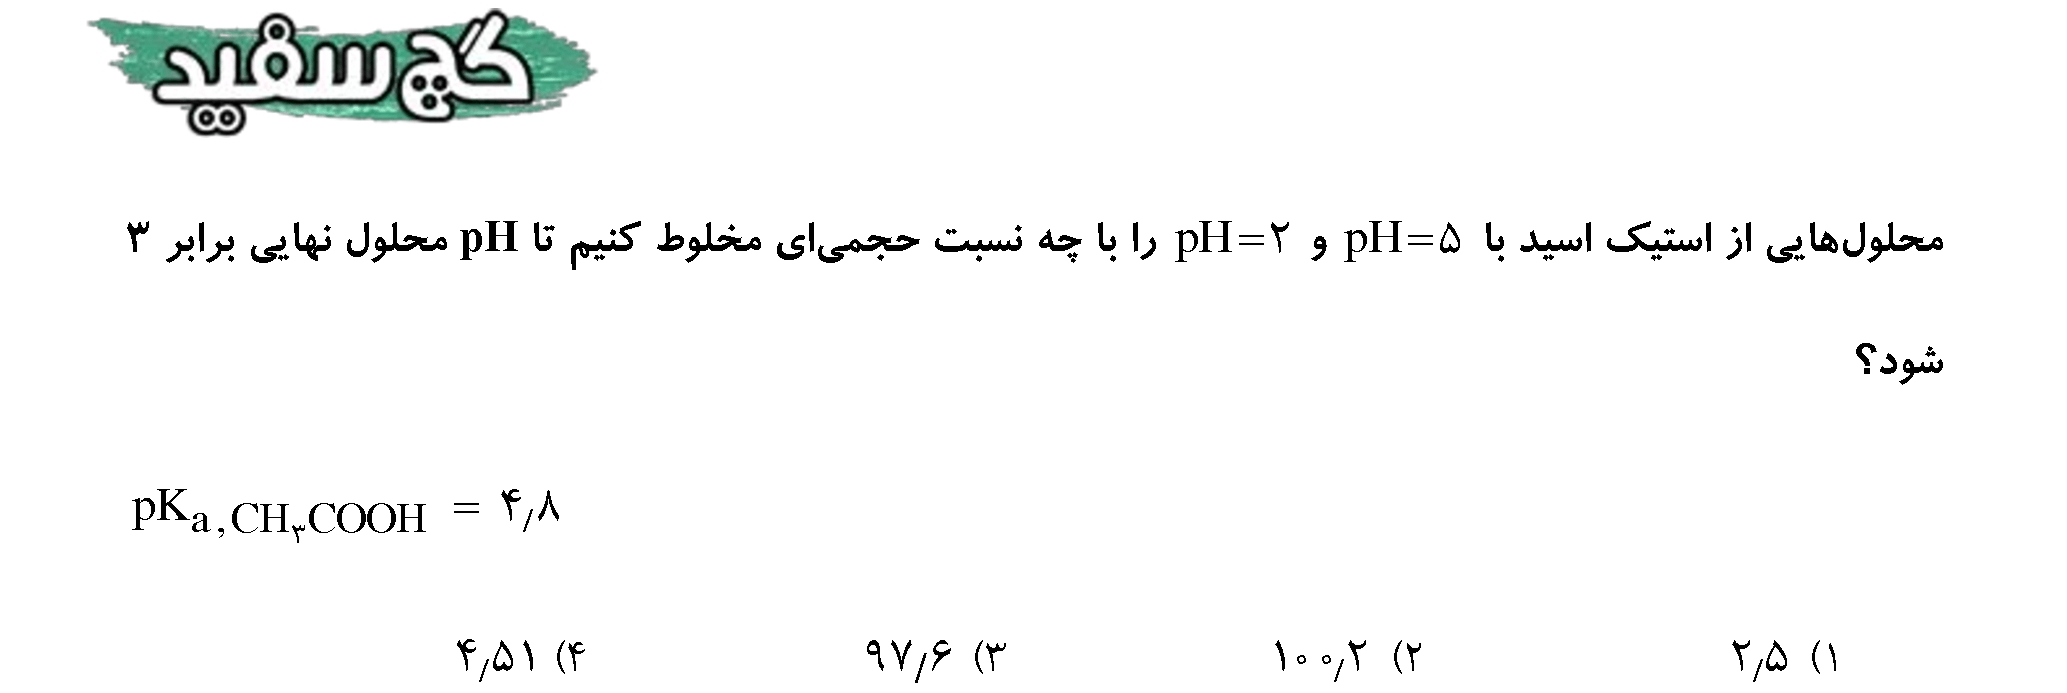 گچ سفید
محلول‌هایی از استیک اسید با pH=۵ و pH=۲ را با چه نسبت حجمی‌ای مخلوط کنیم تا pH محلول نهایی برابر ۳
شود؟
pKa,CH۳COOH = ۴٫۸
۱) ۲٫۵ ۲) ۱۰۰٫۲ ۳) ۹۷٫۶ ۴) ۴٫۵۱